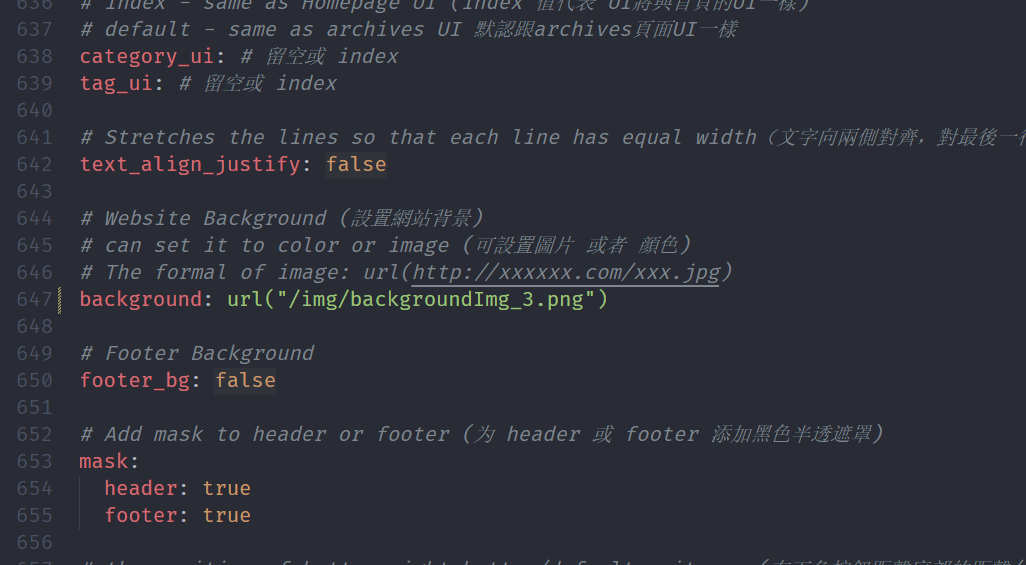 636 # index - same as Homepage UI (index 值代表 UI將與首頁的UI一樣)
637 # default - same as archives UI 默認跟archives頁面UI一樣
638 category_ui: # 留空或 index
639 tag_ui: # 留空或 index
640
641 # Stretches the lines so that each line has equal width（文字向兩側對齊，對最後一行
642 text_align_justify: false
643
644 # Website Background (設置網站背景)
645 # can set it to color or image (可設置圖片 或者 顔色)
646 # The formal of image: url(http://xxxxxx.com/xxx.jpg)
647 background: url("/img/backgroundImg_3.png")
648
649 # Footer Background
650 footer_bg: false
651
652 # Add mask to header or footer (为 header 或 footer 添加黑色半透遮罩)
653 mask:
654 header: true
655 footer: true
656